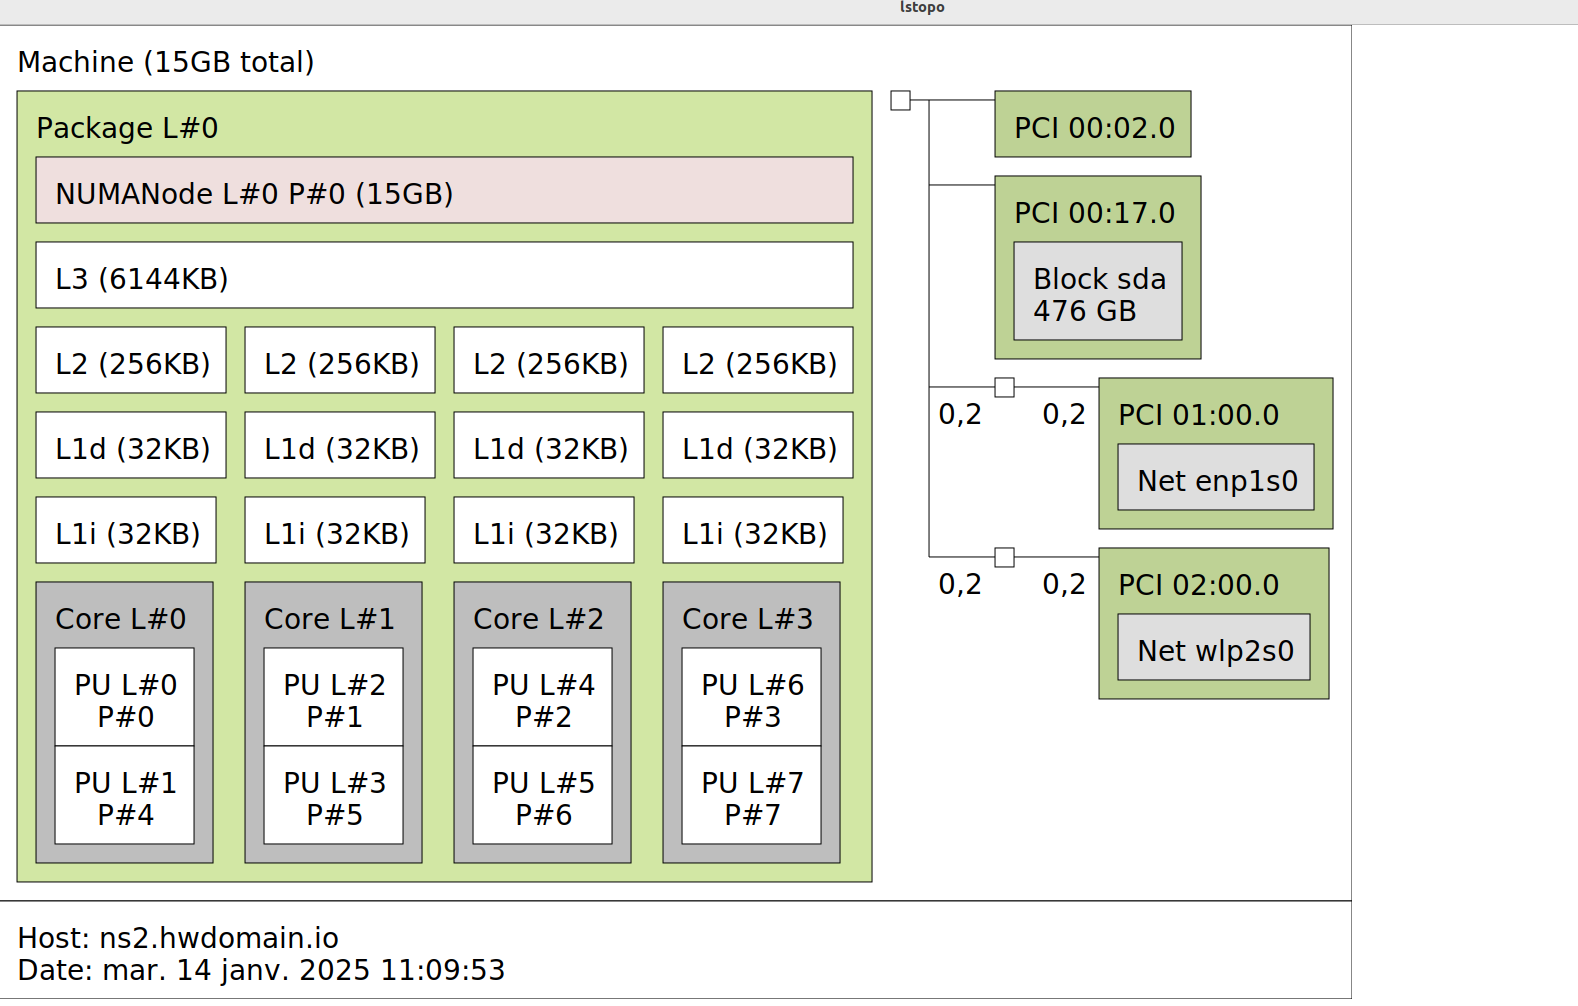 lstopo
Machine (15GB total)
Package L#0
NUMANode L#0 P#0 (15GB)
L3 (6144KB)
L2 (256KB) L2 (256KB) L2 (256KB) L2 (256KB)
L1d (32KB) L1d (32KB) L1d (32KB) L1d (32KB)
L1i (32KB) L1i (32KB) L1i (32KB) L1i (32KB)
Core L#0 Core L#1 Core L#2 Core L#3
PU L#0 PU L#2 PU L#4 PU L#6
P#0 P#1 P#2 P#3
PU L#1 PU L#3 PU L#5 PU L#7
P#4 P#5 P#6 P#7
PCI 00:02.0
PCI 00:17.0
Block sda
476 GB
0,2 0,2 PCI 01:00.0
Net enp1s0
0,2 0,2 PCI 02:00.0
Net wlp2s0
Host: ns2.hwdomain.io
Date: mar. 14 janv. 2025 11:09:53